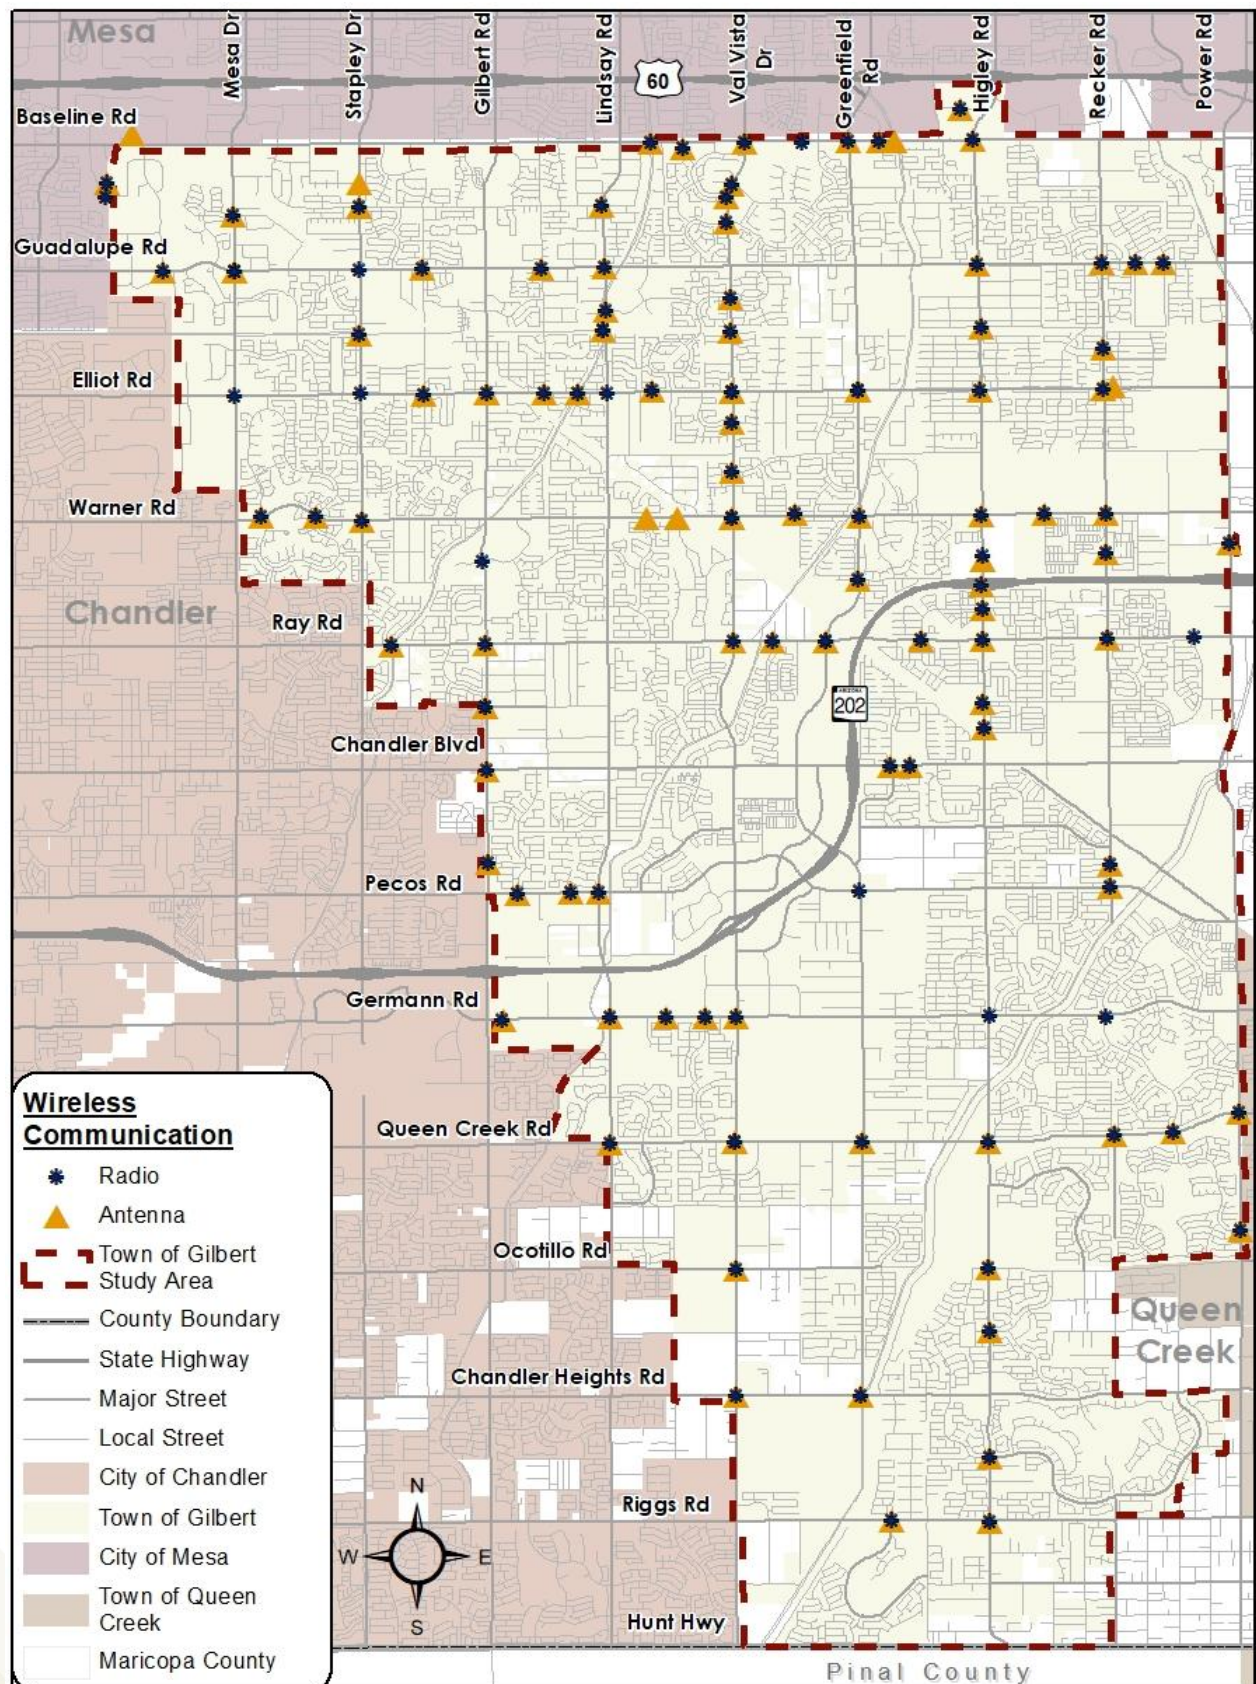 Mesa
Mesa Dr
Stapley Dr
Gilbert Rd
Lindsay Rd
60
Val Vista
Dr
Greenfield
Rd
Higley Rd
Recker Rd
Power Rd
Baseline Rd
Guadalupe Rd
Elliot Rd
Warner Rd
Chandler
Ray Rd
ARIZONA
202
Chandler Blvd
Pecos Rd
Germann Rd
Queen Creek Rd
Ocotillo Rd
Queen
Creek
Chandler Heights Rd
Riggs Rd
Hunt Hwy
Pinal County
N
W
E
S
Wireless
Communication
Radio
Antenna
Town of Gilbert
Study Area
County Boundary
State Highway
Major Street
Local Street
City of Chandler
Town of Gilbert
City of Mesa
Town of Queen
Creek
Maricopa County